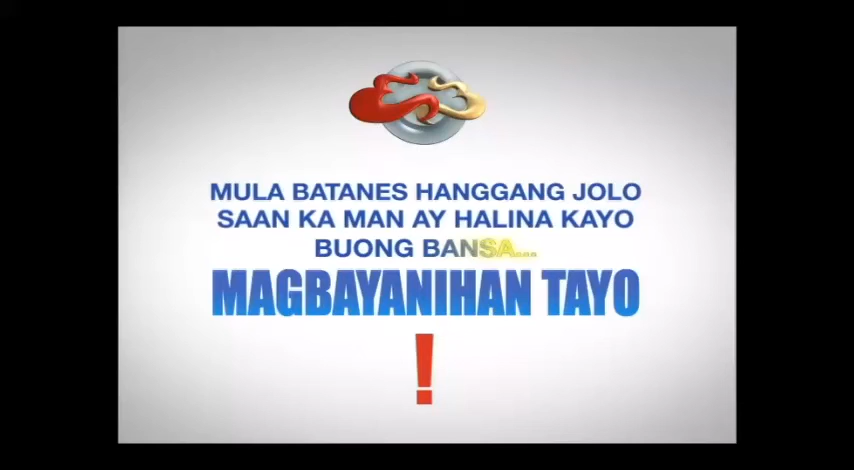 MULA BATANES HANGGANG JOLO
SAAN KA MAN AY HALINA KAYO
BUONG BANSA...
MAGBAYANIHAN TAYO
!